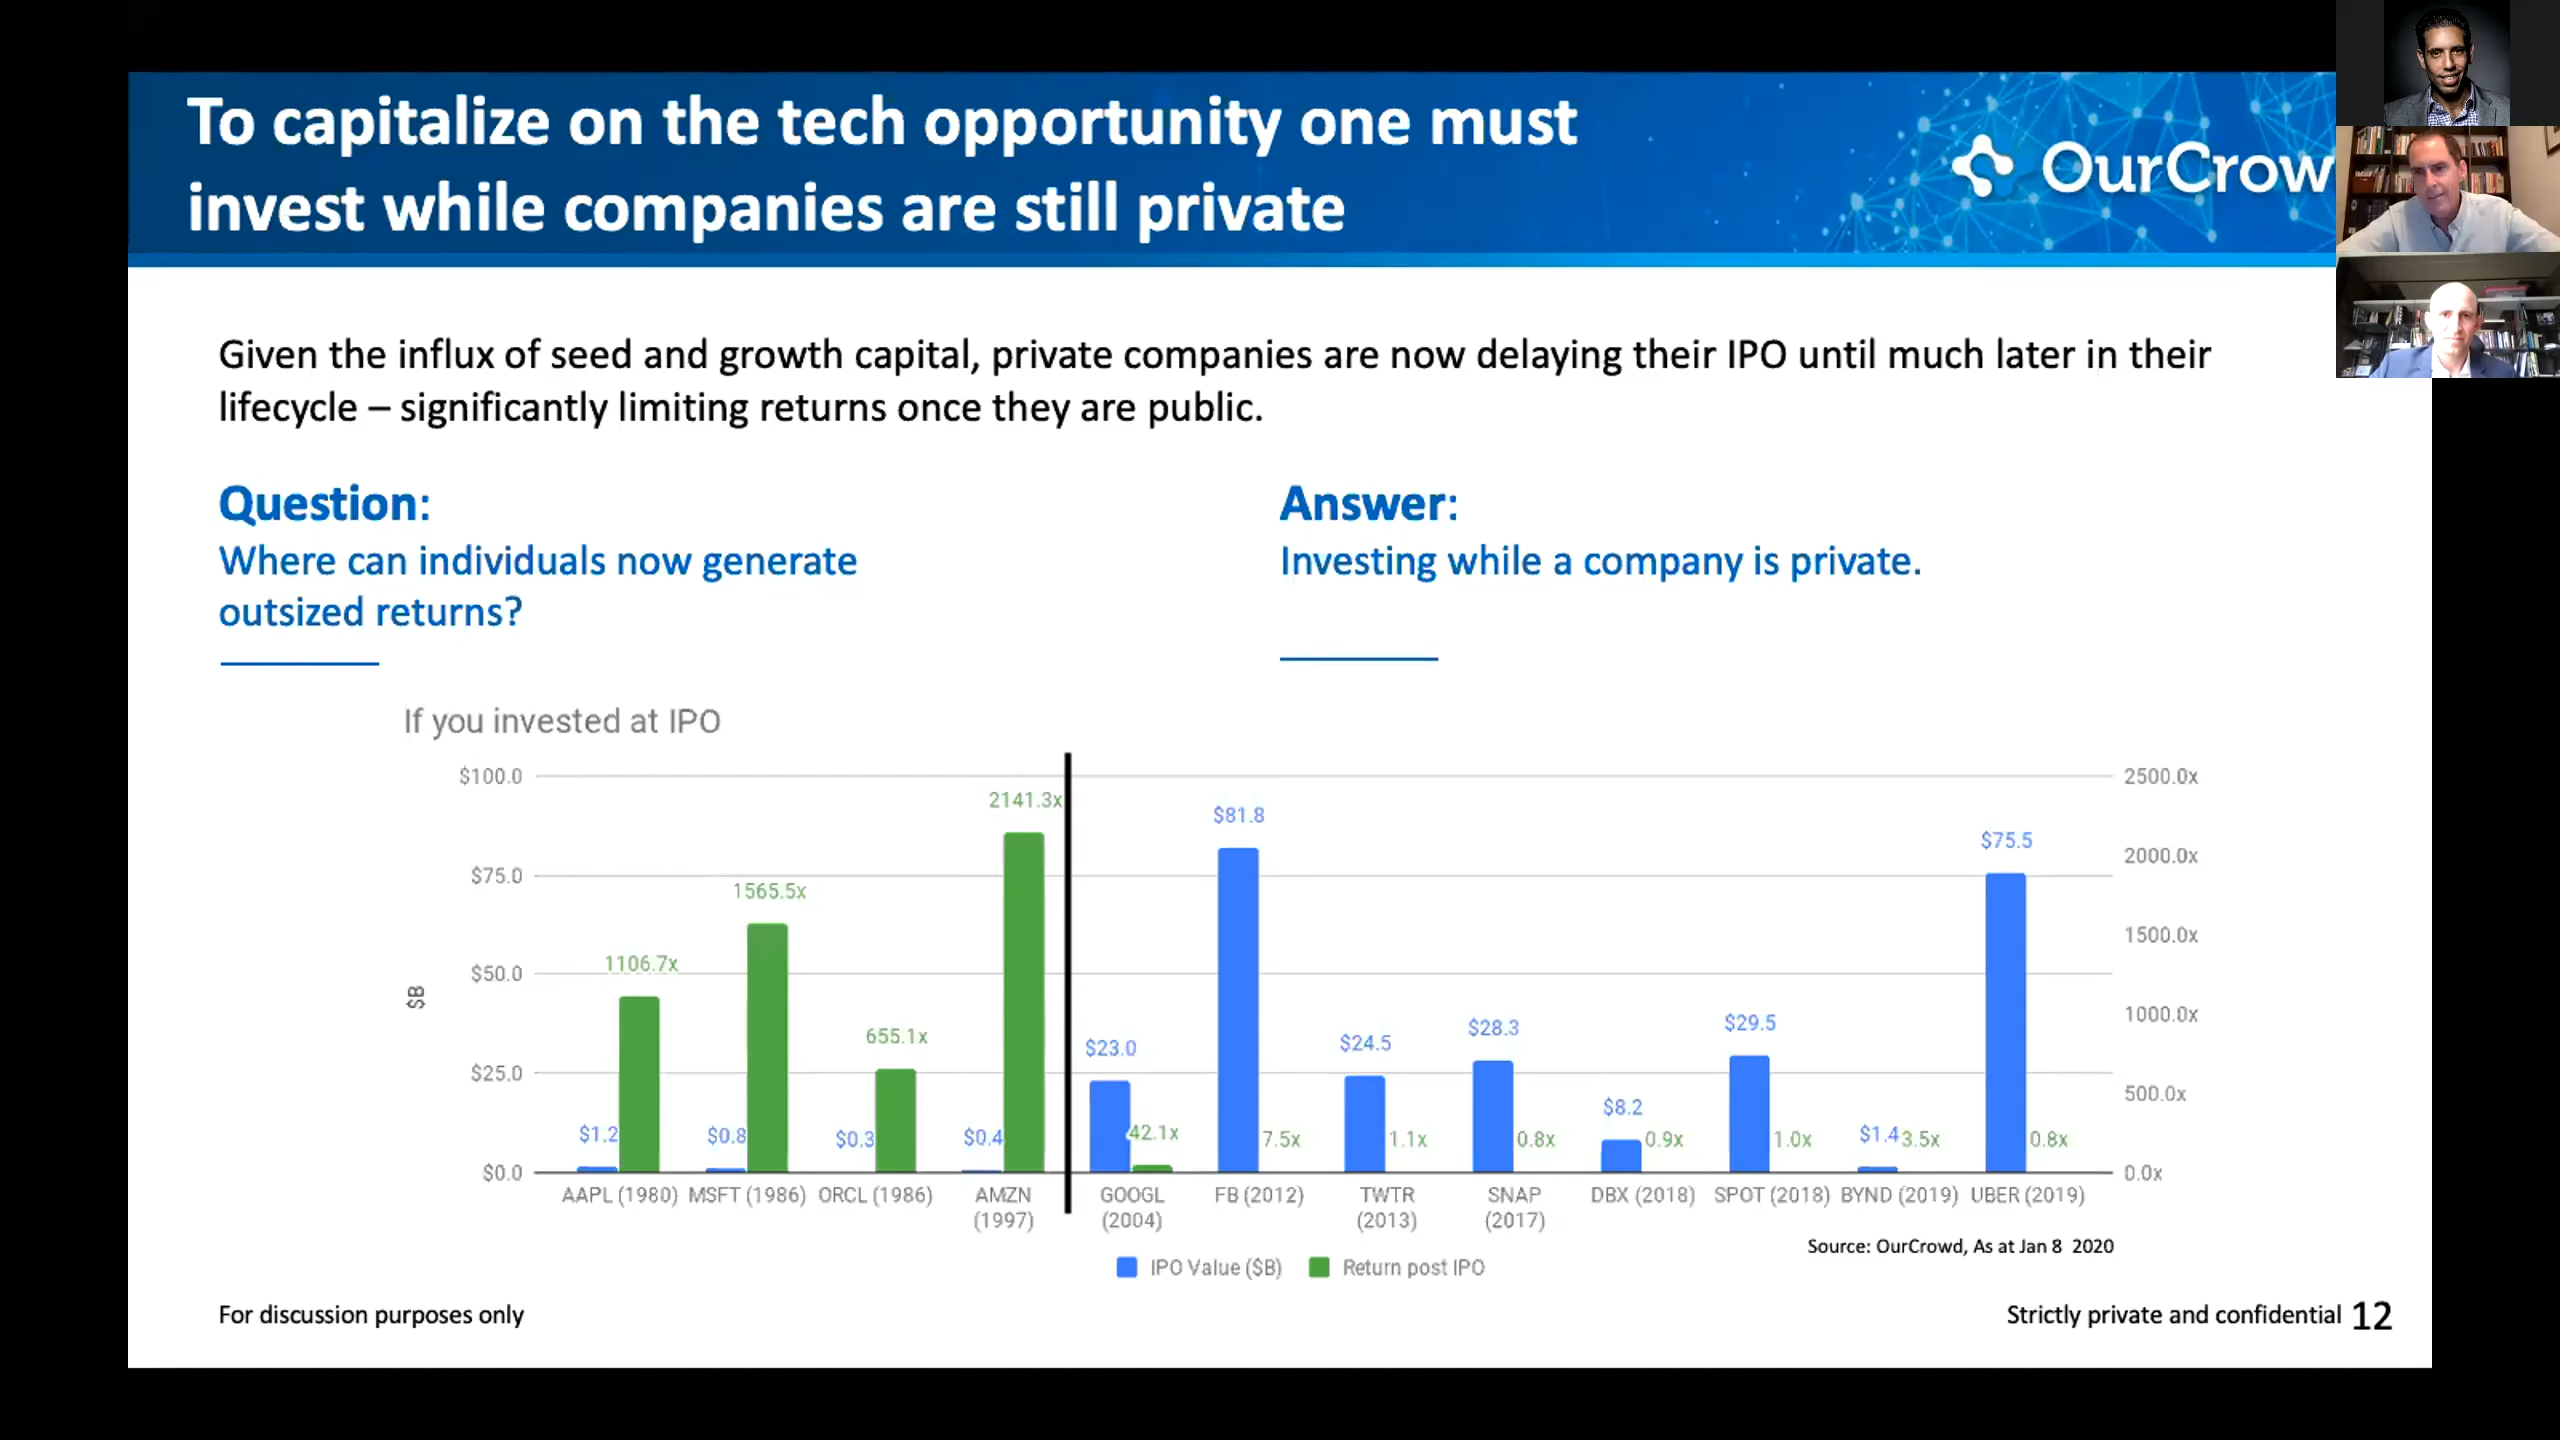 To capitalize on the tech opportunity one must
invest while companies are still private
OurCrow
Given the influx of seed and growth capital, private companies are now delaying their IPO until much later in their
lifecycle – significantly limiting returns once they are public.
Question:
Where can individuals now generate
outsized returns?
Answer:
Investing while a company is private.
If you invested at IPO
$B
$100.0
$75.0
$50.0
$25.0
$0.0
2500.0x
2000.0x
1500.0x
1000.0x
500.0x
0.0x
$1.2
1106.7x
$0.8
1565.5x
$0.3
655.1x
$0.4
2141.3x
$23.0
42.1x
$81.8
7.5x
$24.5
1.1x
$28.3
0.8x
$8.2
0.9x
$29.5
1.0x
$1.4
3.5x
$75.5
0.8x
AAPL (1980)
MSFT (1986)
ORCL (1986)
AMZN
(1997)
GOOGL
(2004)
FB (2012)
TWTR
(2013)
SNAP
(2017)
DBX (2018)
SPOT (2018)
BYND (2019)
UBER (2019)
Source: OurCrowd, As at Jan 8 2020
IPO Value ($B)
Return post IPO
For discussion purposes only
Strictly private and confidential 12